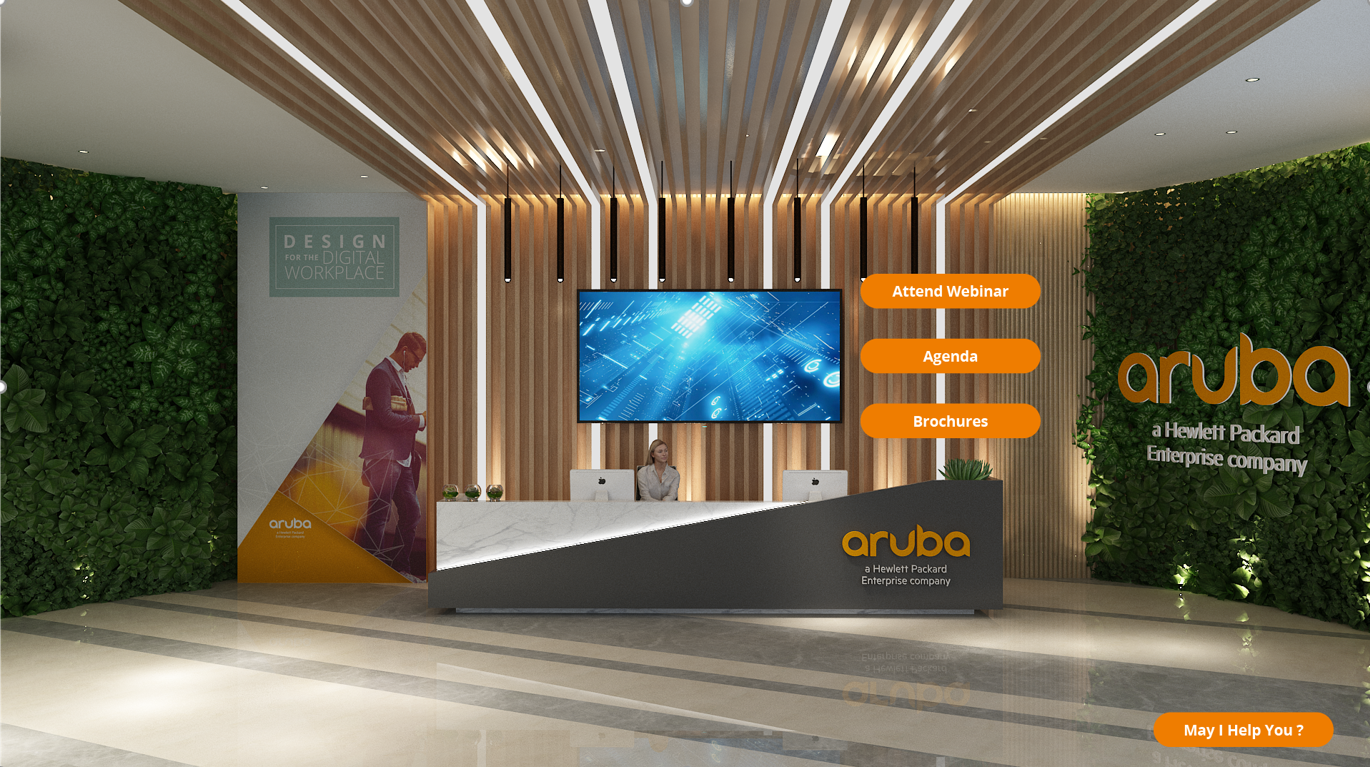 DESIGN
FOR THE DIGITAL
WORKPLACE
aruba
Attend Webinar
Agenda
Brochures
aruba
a Hewlett Packard
Enterprise company
aruba
a Hewlett Packard
Enterprise company
May I Help You ?